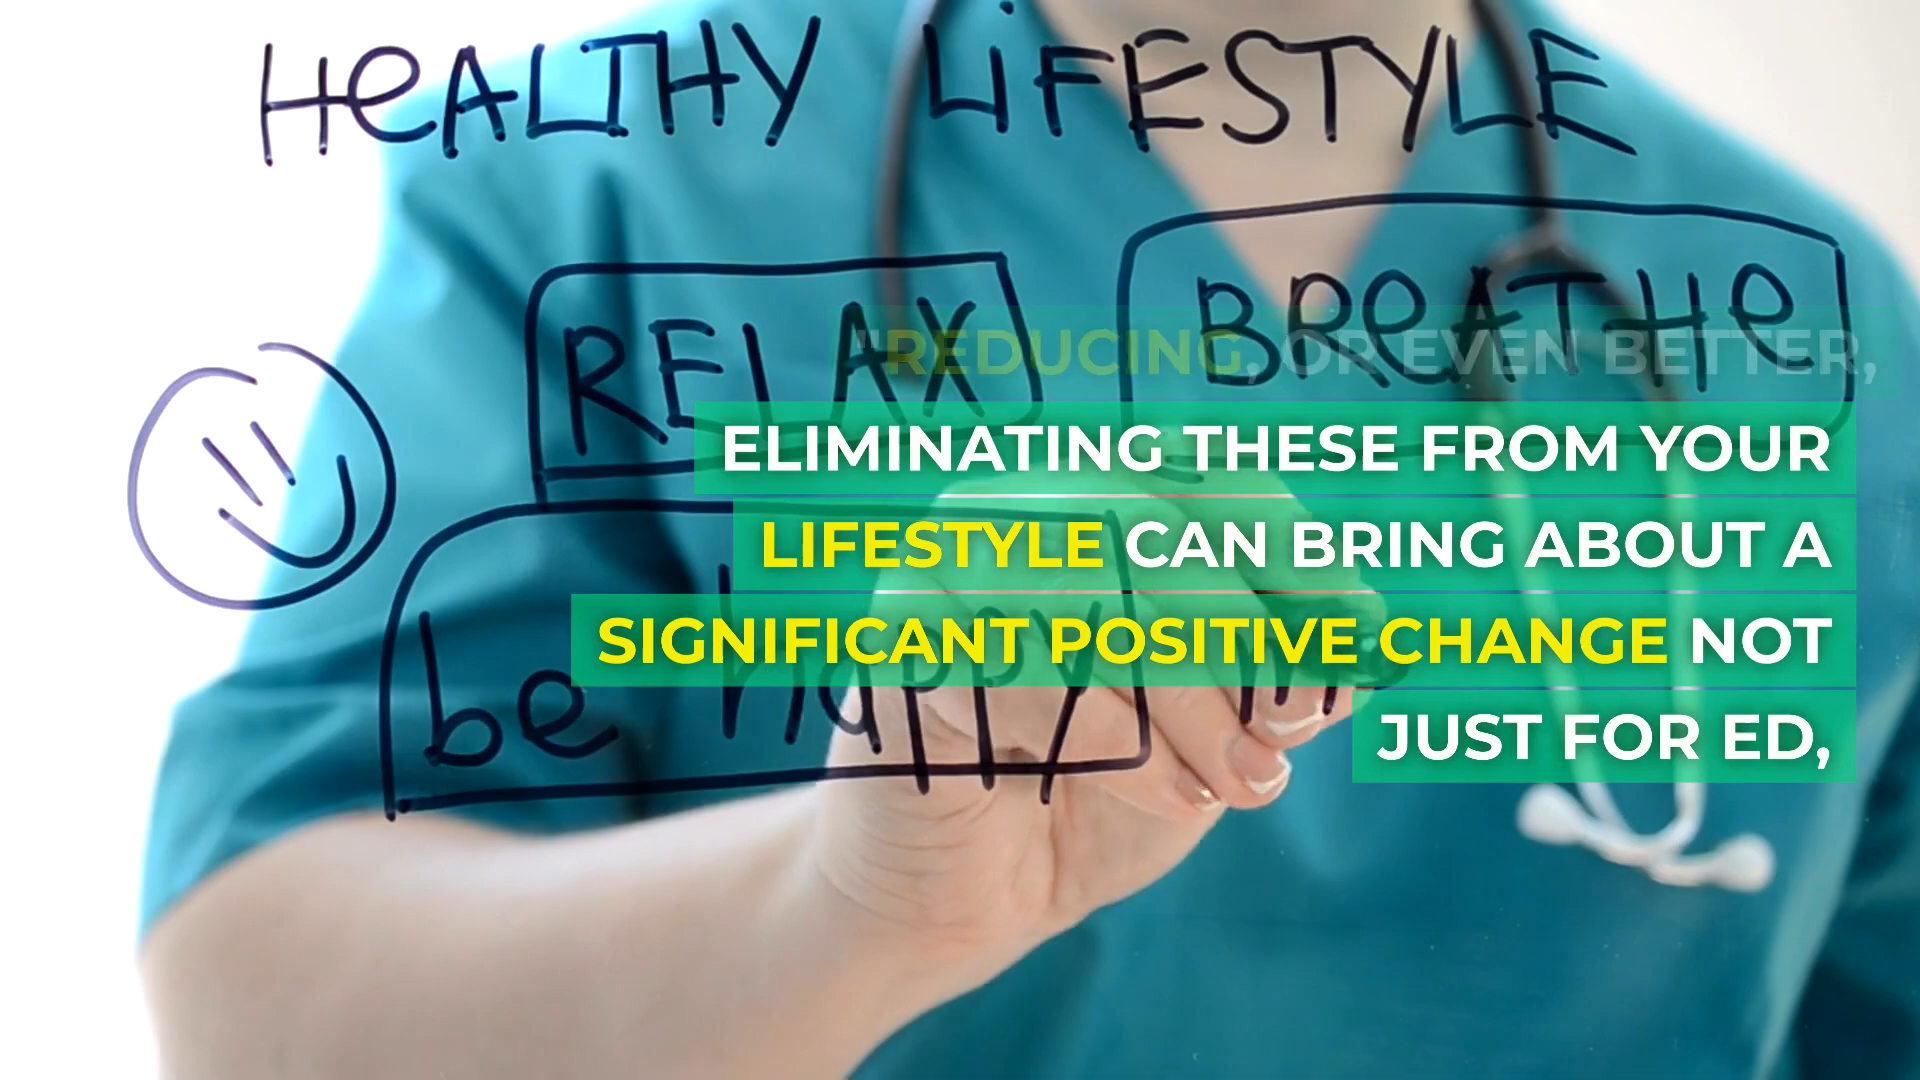 HeALTHY LiFESTYLE
RELAX
BREATHe
"REDUCING, OR EVEN BETTER,
ELIMINATING THESE FROM YOUR
LIFESTYLE CAN BRING ABOUT A
SIGNIFICANT POSITIVE CHANGE NOT
JUST FOR ED,
be happy